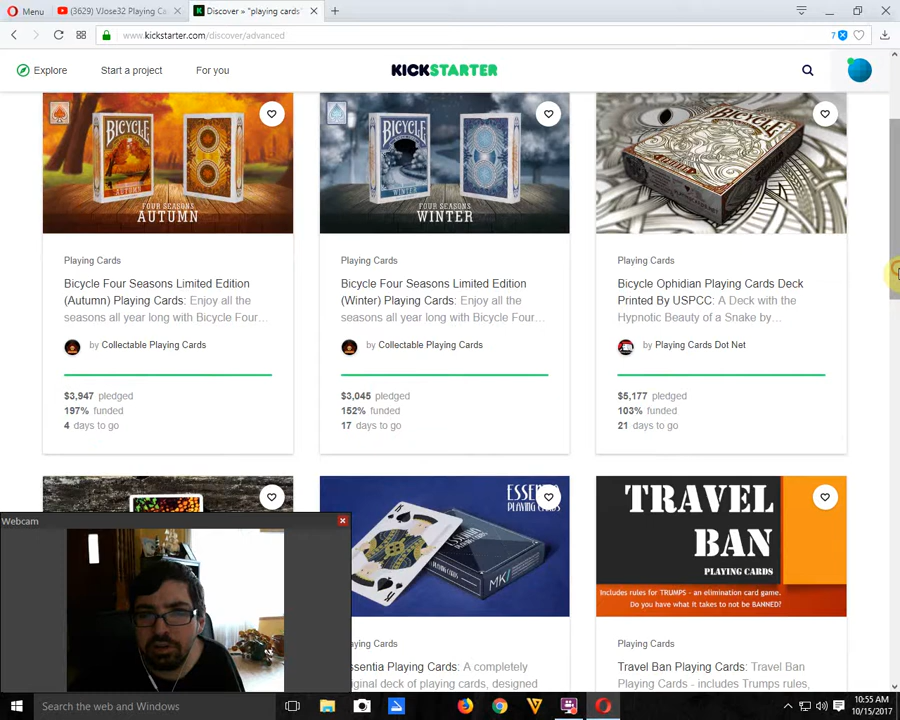 Menu
(3629) VJose32 Playing Ca
Discover » "playing cards"
www.kickstarter.com/discover/advanced
7
Explore
Start a project
For you
KICKSTARTER
BICYCLE
AUTUMN
FOUR SEASONS
AUTUMN
BICYCLE
WINTER
FOUR SEASONS
WINTER
BICYCLE
Playing Cards
Bicycle Four Seasons Limited Edition
(Autumn) Playing Cards: Enjoy all the
seasons all year long with Bicycle Four…
by Collectable Playing Cards
$3,947 pledged
197% funded
4 days to go
Playing Cards
Bicycle Four Seasons Limited Edition
(Winter) Playing Cards: Enjoy all the
seasons all year long with Bicycle Four…
by Collectable Playing Cards
$3,045 pledged
152% funded
17 days to go
Playing Cards
Bicycle Ophidian Playing Cards Deck
Printed By USPCC: A Deck with the
Hypnotic Beauty of a Snake by…
by Playing Cards Dot Net
$5,177 pledged
103% funded
21 days to go
Webcam
PLAYING CARDS
MK
aying Cards
ssentia Playing Cards: A completely
ginal deck of playing cards, designed
TRAVEL
BAN
PLAYING CARDS
Includes rules for TRUMPS - an elimination card game.
Do you have what it takes to not be BANNED?
Playing Cards
Travel Ban Playing Cards: Travel Ban
Playing Cards - includes Trumps rules,
Search the web and Windows
10:55 AM
10/15/2017